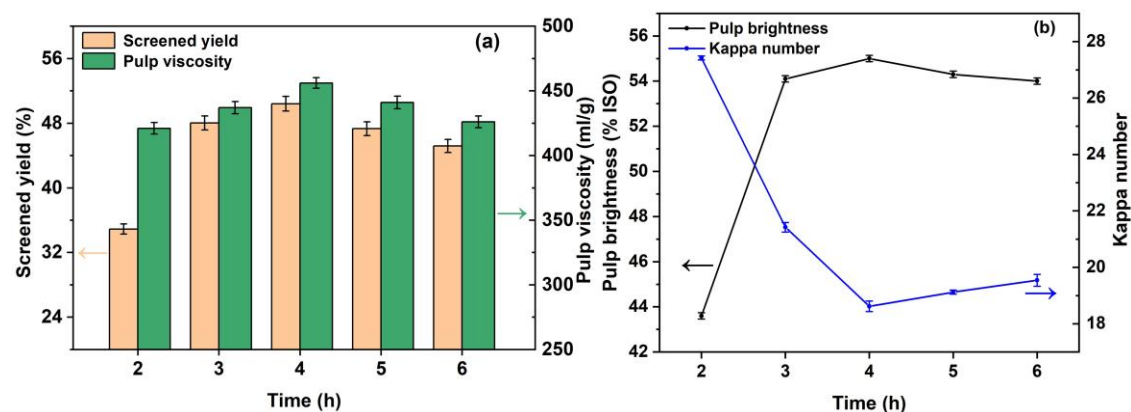 (a)
Screened yield
Pulp viscosity
Screened yield (%)
56
48
40
32
24
500
450
400
350
300
250
Pulp viscosity (ml/g)
2 3 4 5 6
Time (h)
(b)
Pulp brightness
Kappa number
Pulp brightness (% ISO)
56
54
52
50
48
46
44
42
28
26
24
22
20
18
Kappa number
2 3 4 5 6
Time (h)